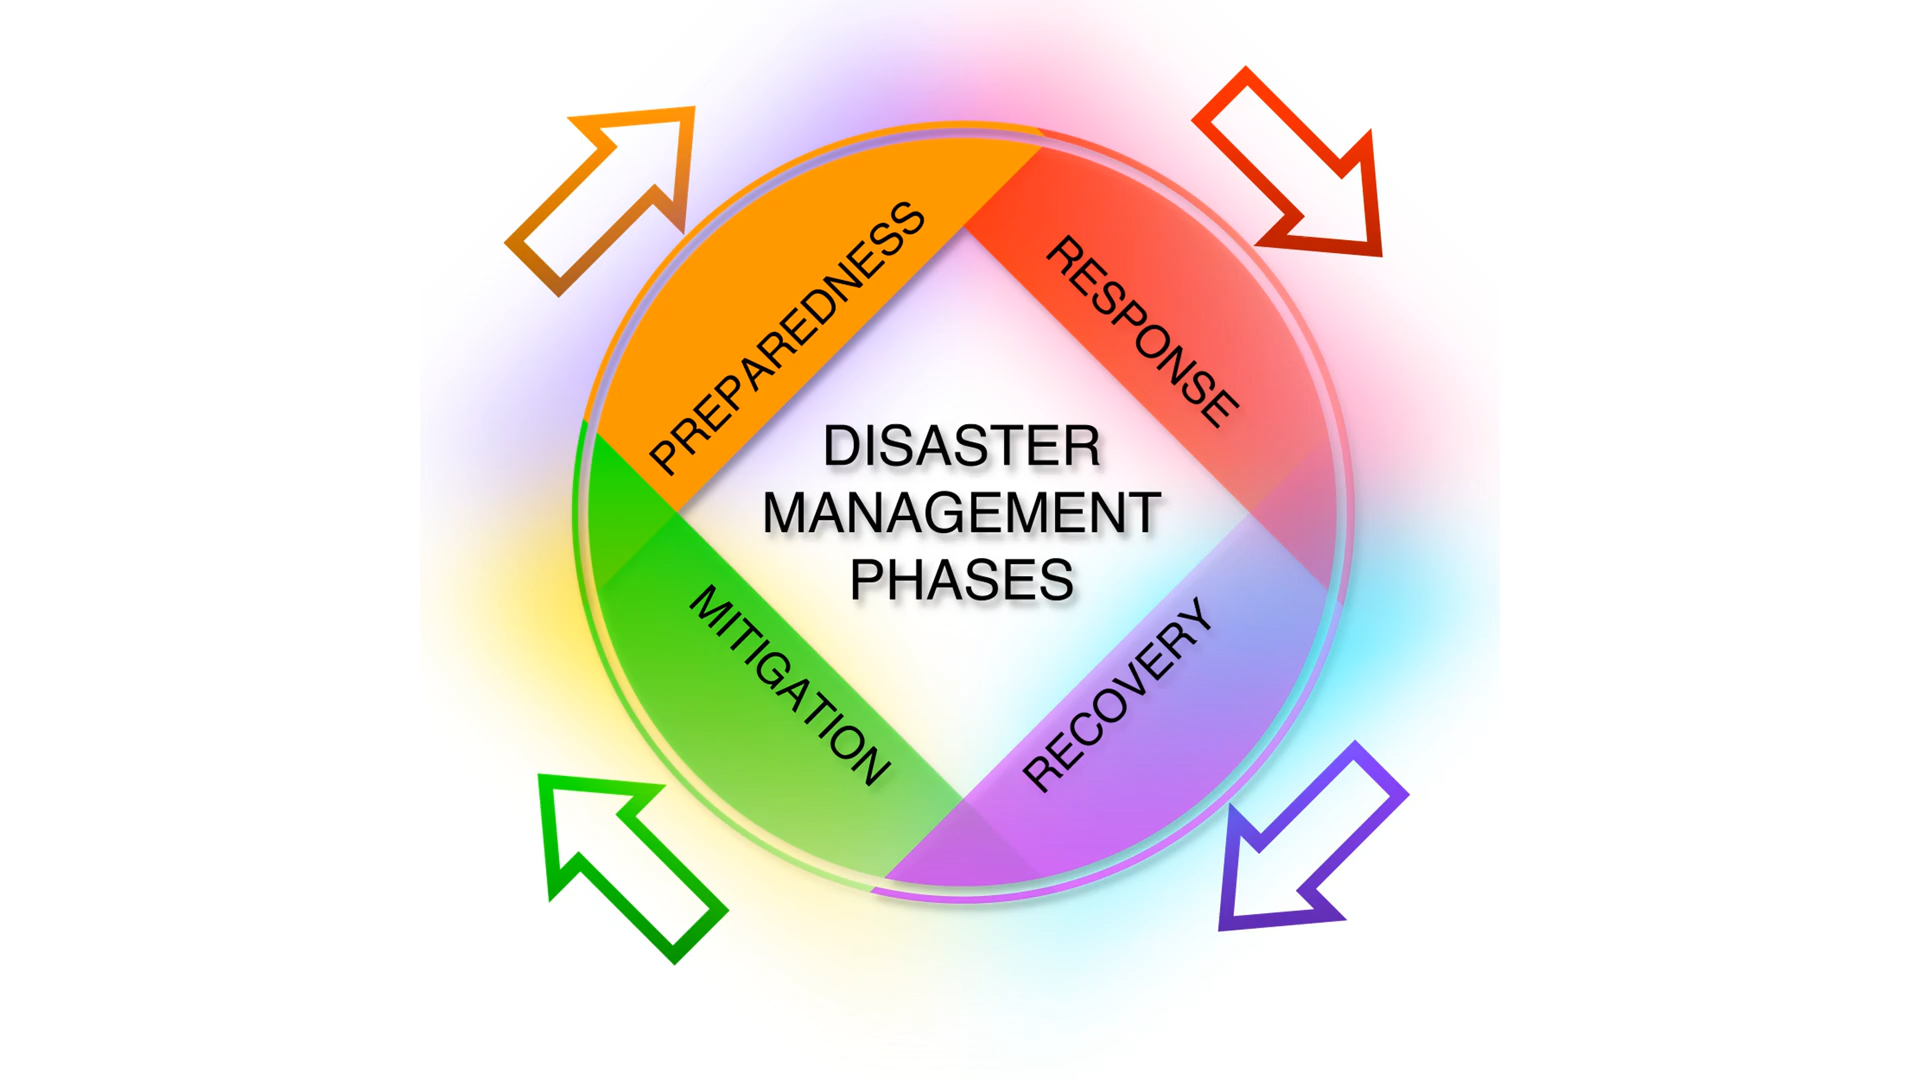 PREPAREDNESS
RESPONSE
DISASTER
MANAGEMENT
PHASES
MITIGATION
RECOVERY